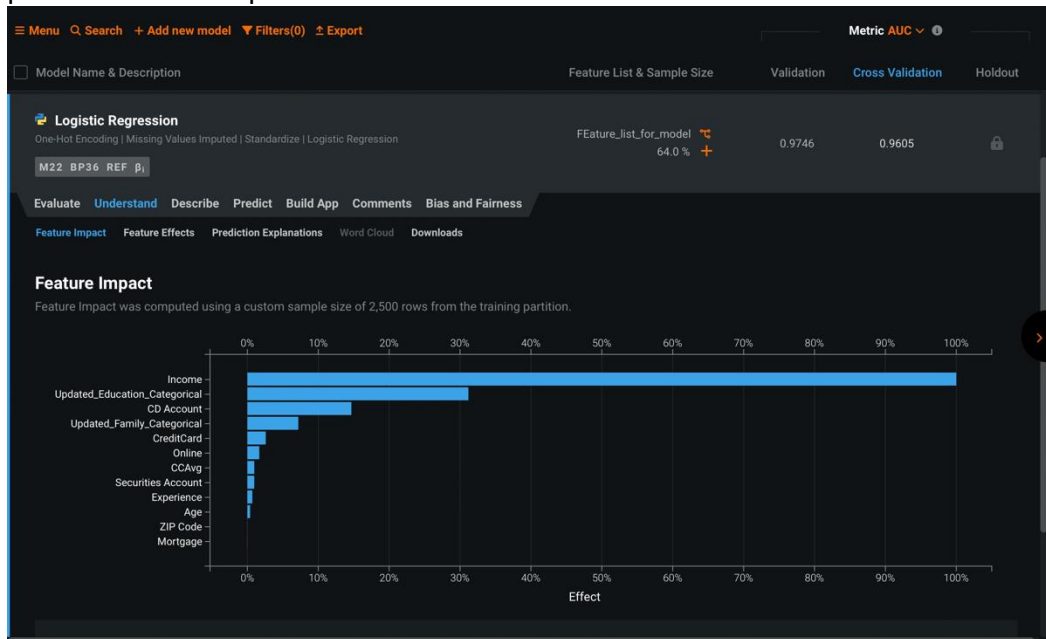 Menu Search + Add new model Filters(0) Export Metric AUC
Model Name & Description Feature List & Sample Size Validation Cross Validation Holdout
Logistic Regression
One-Hot Encoding | Missing Values Imputed | Standardize | Logistic Regression
FEature_list_for_model
64.0 % +
0.9746 0.9605
M22 BP36 REF βi
Evaluate Understand Describe Predict Build App Comments Bias and Fairness
Feature Impact Feature Effects Prediction Explanations Word Cloud Downloads
Feature Impact
Feature Impact was computed using a custom sample size of 2,500 rows from the training partition.
0% 10% 20% 30% 40% 50% 60% 70% 80% 90% 100%
Income
Updated_Education_Categorical
CD Account
Updated_Family_Categorical
CreditCard
Online
CCAvg
Securities Account
Experience
Age
ZIP Code
Mortgage
0% 10% 20% 30% 40% 50% 60% 70% 80% 90% 100%
Effect